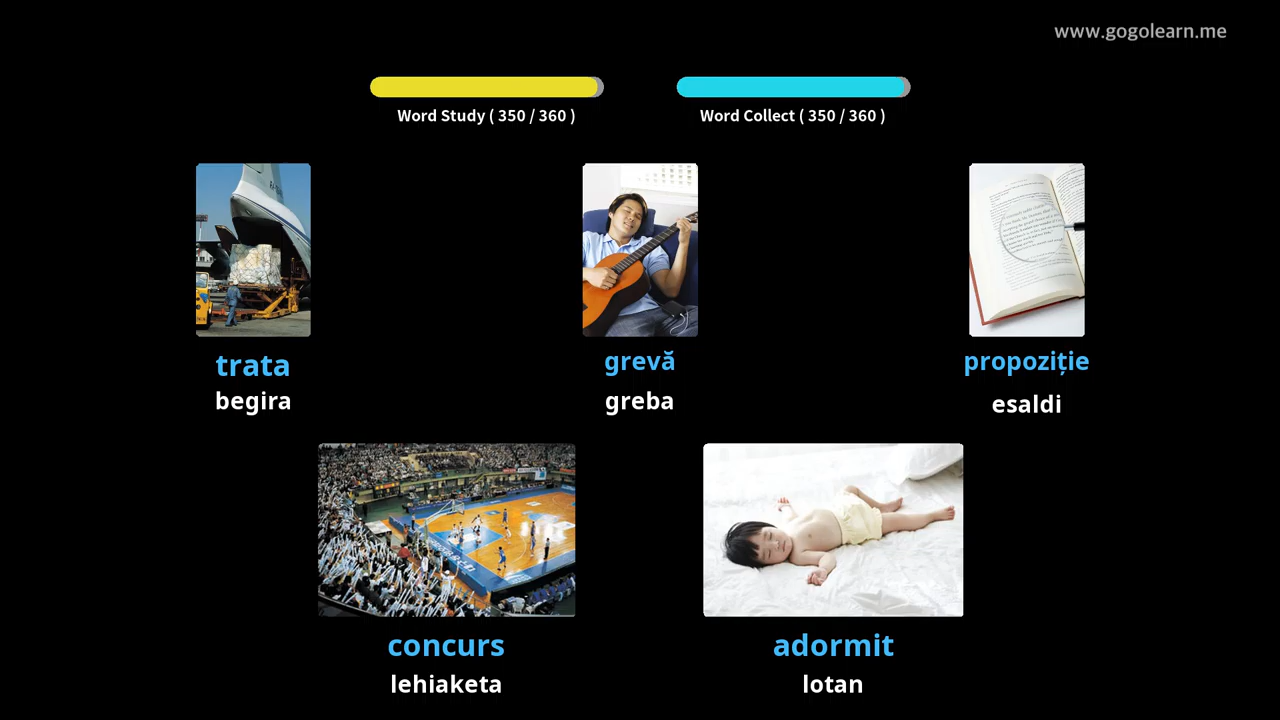 www.gogolearn.me
Word Study ( 350 / 360 )
Word Collect ( 350 / 360 )
trata
begira
grevă
greba
propoziție
esaldi
concurs
lehiaketa
adormit
lotan